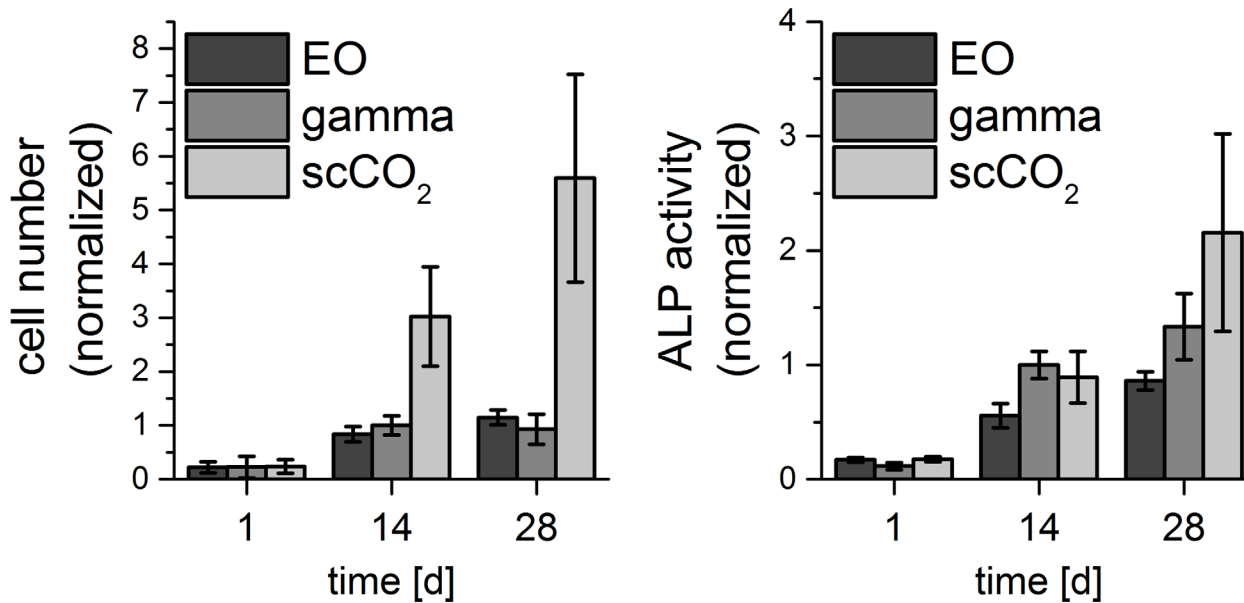 cell number
(normalized)
8
7
6
5
4
3
2
1
0
EO
gamma
scCO₂
1 14 28
time [d]
ALP activity
(normalized)
4
3
2
1
0
EO
gamma
scCO₂
1 14 28
time [d]